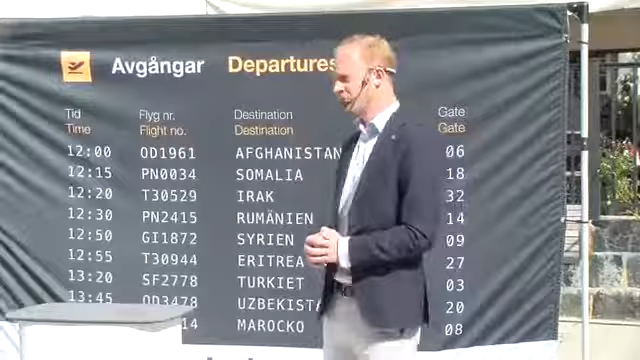 Avgångar Departures
Tid Flyg nr. Destination Gate
Time Flight no. Destination Gate
12:00 OD1961 AFGHANISTAN 06
12:15 PN0034 SOMALIA 18
12:20 T30529 IRAK 32
12:30 PN2415 RUMÄNIEN 14
12:50 GI1872 SYRIEN 09
12:55 T30944 ERITREA 27
13:20 SF2778 TURKIET 03
13:45 OD3478 UZBEKISTA 20
14 MAROCKO 08